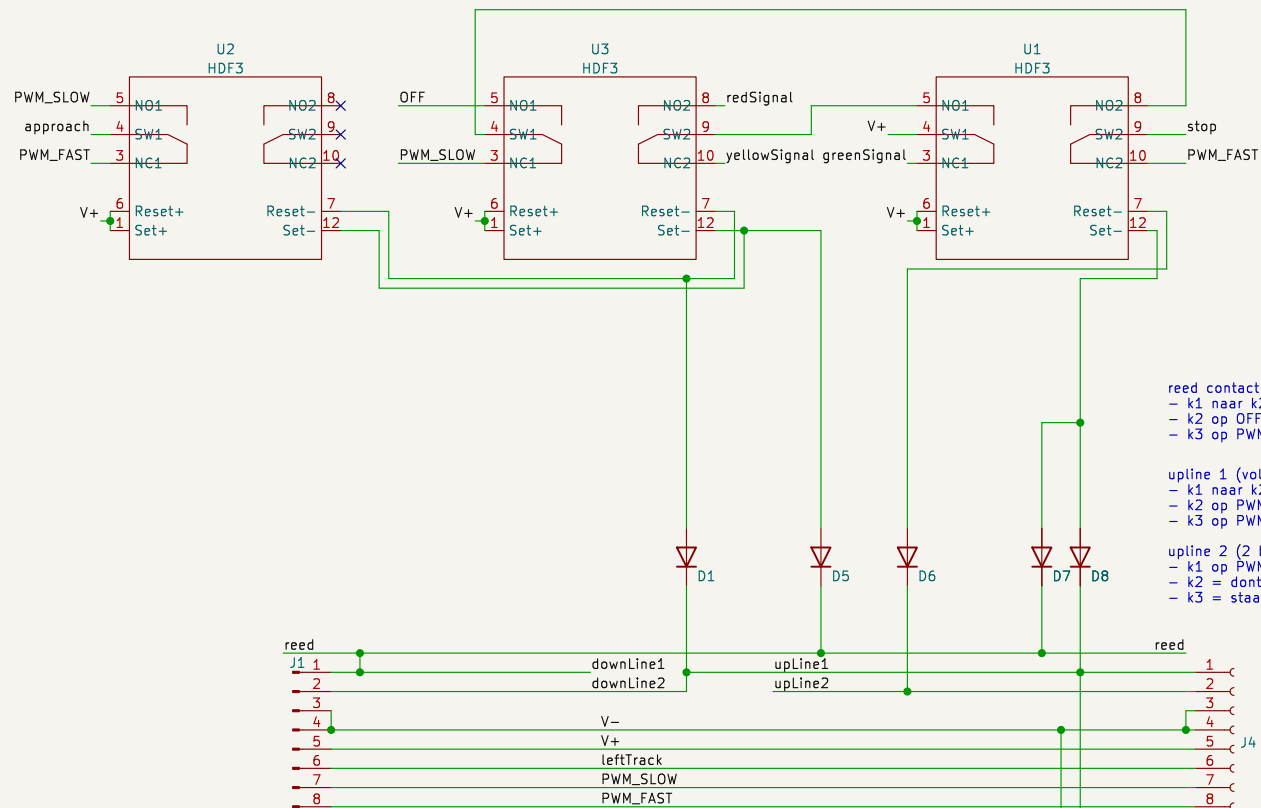 U2
HDF3
PWM_SLOW 5 NO1 NO2 8
approach 4 SW1 SW2 9
PWM_FAST 3 NC1 NC2 10
V+ 6 Reset+ Reset- 7
1 Set+ Set- 12
U3
HDF3
OFF 5 NO1 NO2 8 redSignal
4 SW1 SW2 9
PWM_SLOW 3 NC1 NC2 10 yellowSignal
V+ 6 Reset+ Reset- 7
1 Set+ Set- 12
U1
HDF3
5 NO1 NO2 8
V+ 4 SW1 SW2 9 stop
greenSignal 3 NC1 NC2 10 PWM_FAST
V+ 6 Reset+ Reset- 7
1 Set+ Set- 12
reed contact
- k1 naar k2
- k2 op OFF
- k3 op PWM
upline 1 (vol
- k1 naar k2
- k2 op PWM
- k3 op PWM
upline 2 (2
- k1 op PWM
- k2 = dont
- k3 = staa
D1 D5 D6 D7 D8
reed reed
J1 1 downLine1 upLine1 1
2 downLine2 upLine2 2
3 3
4 V- 4
5 V+ 5 J4
6 leftTrack 6
7 PWM_SLOW 7
8 PWM_FAST 8